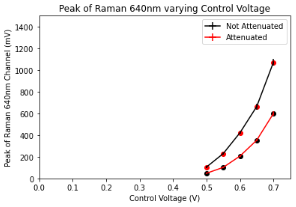 Peak of Raman 640nm varying Control Voltage
Not Attenuated
Attenuated
Peak of Raman 640nm Channel (mV)
1400
1200
1000
800
600
400
200
0
0.0 0.1 0.2 0.3 0.4 0.5 0.6 0.7
Control Voltage (V)